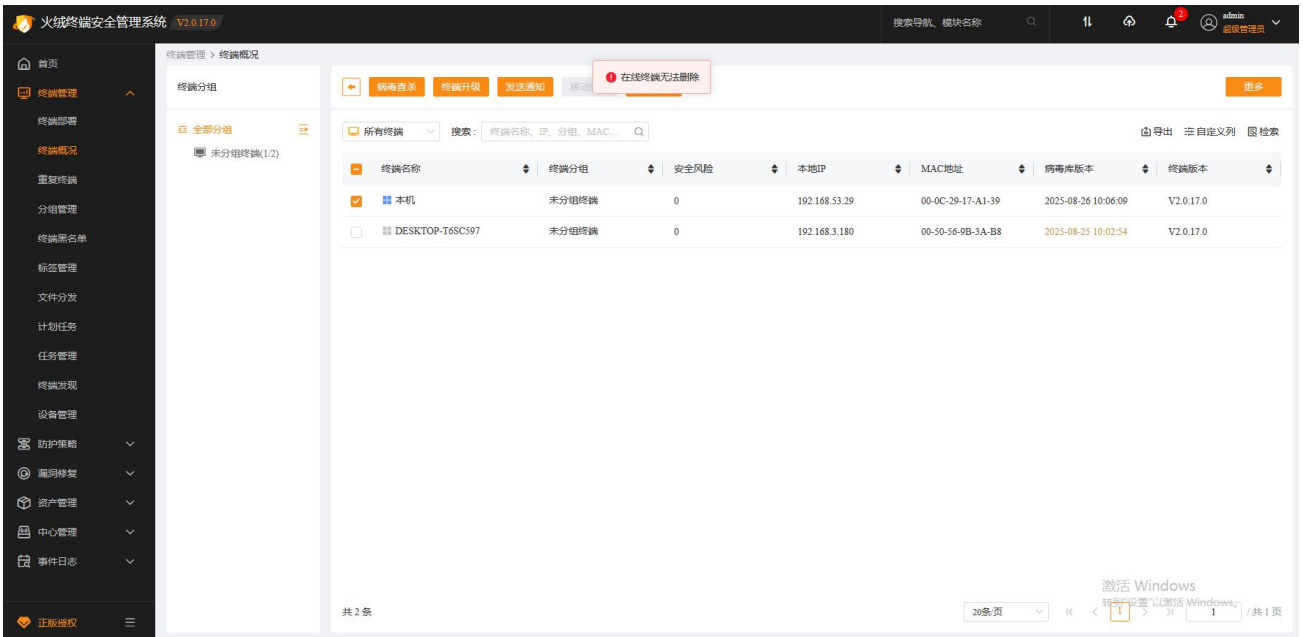 火绒终端安全管理系统 V2.0.17.0
搜索导航、模块名称
2
admin
超级管理员
首页
终端管理
终端部署
终端概况
重复终端
分组管理
终端黑名单
标签管理
文件分发
计划任务
任务管理
终端发现
设备管理
防护策略
漏洞修复
资产管理
中心管理
事件日志
正版授权
终端管理 > 终端概况
终端分组
全部分组
未分组终端(1/2)
在线终端无法删除
病毒查杀 终端升级 发送通知 更多
所有终端 搜索: 终端名称、IP、分组、MAC... 导出 自定义列 检索
终端名称 终端分组 安全风险 本地IP MAC地址 病毒库版本 终端版本
本机 未分组终端 0 192.168.53.29 00-0C-29-17-A1-39 2025-08-26 10:06:09 V2.0.17.0
DESKTOP-T6SC597 未分组终端 0 192.168.3.180 00-50-56-9B-3A-B8 2025-08-25 10:02:54 V2.0.17.0
激活 Windows
转到"设置"以激活 Windows。
共 2 条 20条/页 1 1 / 共 1 页